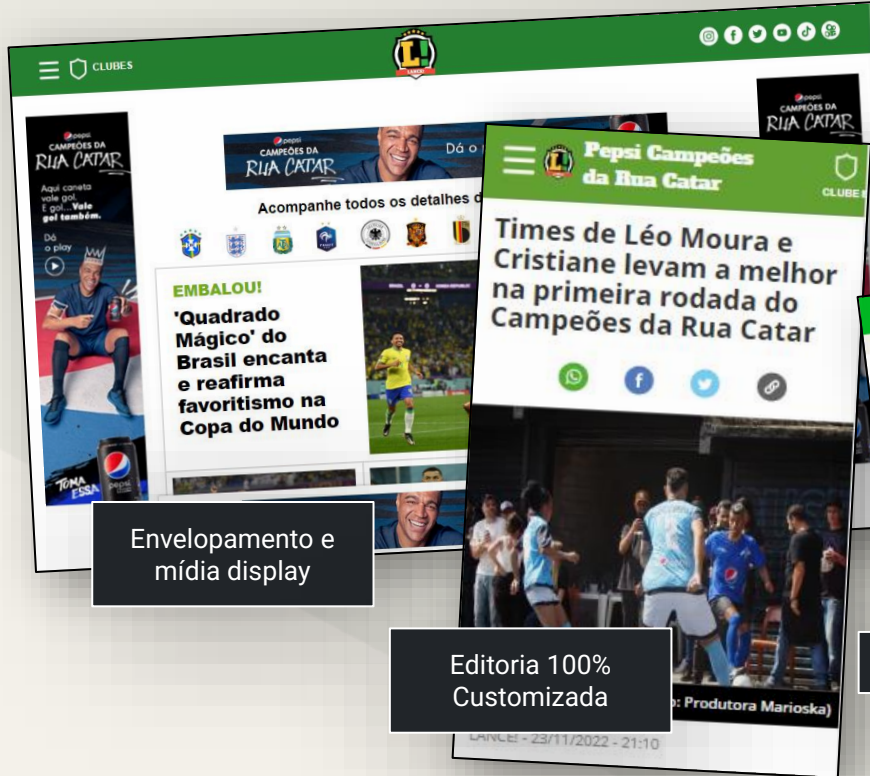 CLUBES
L!
LANCE!
pepsi
CAMPEÕES DA
RUA CATAR
Aqui caneta
vale gol.
E gol...Vale
gol também.
Dá
o play
TOMA
ESSA
pepsi
pepsi
CAMPEÕES DA
RUA CATAR
Dá o
pepsi
CAMPEÕES DA
RUA CATAR
Acompanhe todos os detalhes d
EMBALOU!
'Quadrado
Mágico' do
Brasil encanta
e reafirma
favoritismo na
Copa do Mundo
Envelopamento e
mídia display
L!
Pepsi Campeões
da Rua Catar
CLUBE
Times de Léo Moura e
Cristiane levam a melhor
na primeira rodada do
Campeões da Rua Catar
: Produtora Marioska)
Editoria 100%
Customizada
LANCE! - 23/11/2022 - 21:10